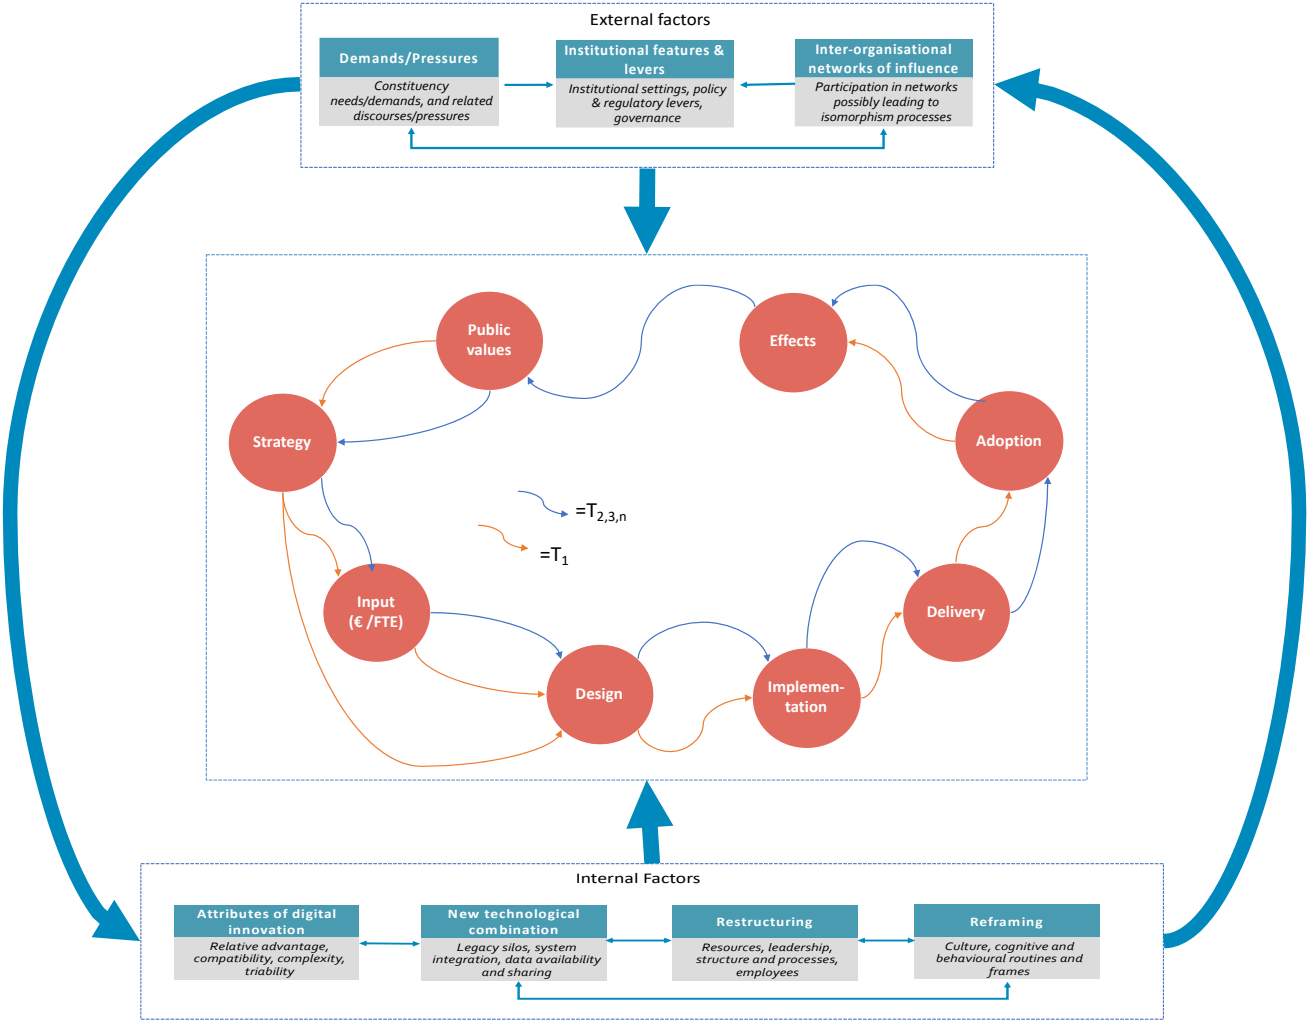 External factors
Demands/Pressures
Constituency
needs/demands, and related
discourses/pressures
Institutional features &
levers
Institutional settings, policy
& regulatory levers,
governance
Inter-organisational
networks of influence
Participation in networks
possibly leading to
isomorphism processes
Public
values
Effects
Strategy
Adoption
=T2,3,n
=T1
Input
(€ /FTE)
Delivery
Design
Implemen-
tation
Internal Factors
Attributes of digital
innovation
Relative advantage,
compatibility, complexity,
triability
New technological
combination
Legacy silos, system
integration, data availability
and sharing
Restructuring
Resources, leadership,
structure and processes,
employees
Reframing
Culture, cognitive and
behavioural routines and
frames